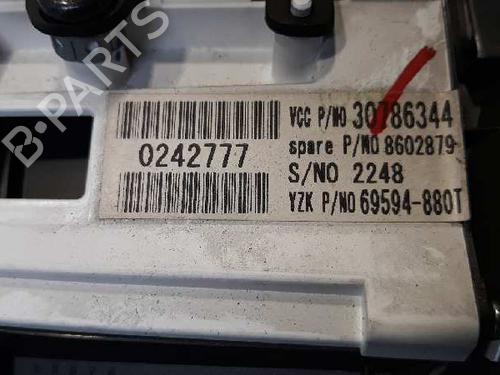 B-PARTS
VCC P/NO 30786344
spare P/NO 8602879-
0242777
S/NO 2248
YZK P/NO 69594-880T